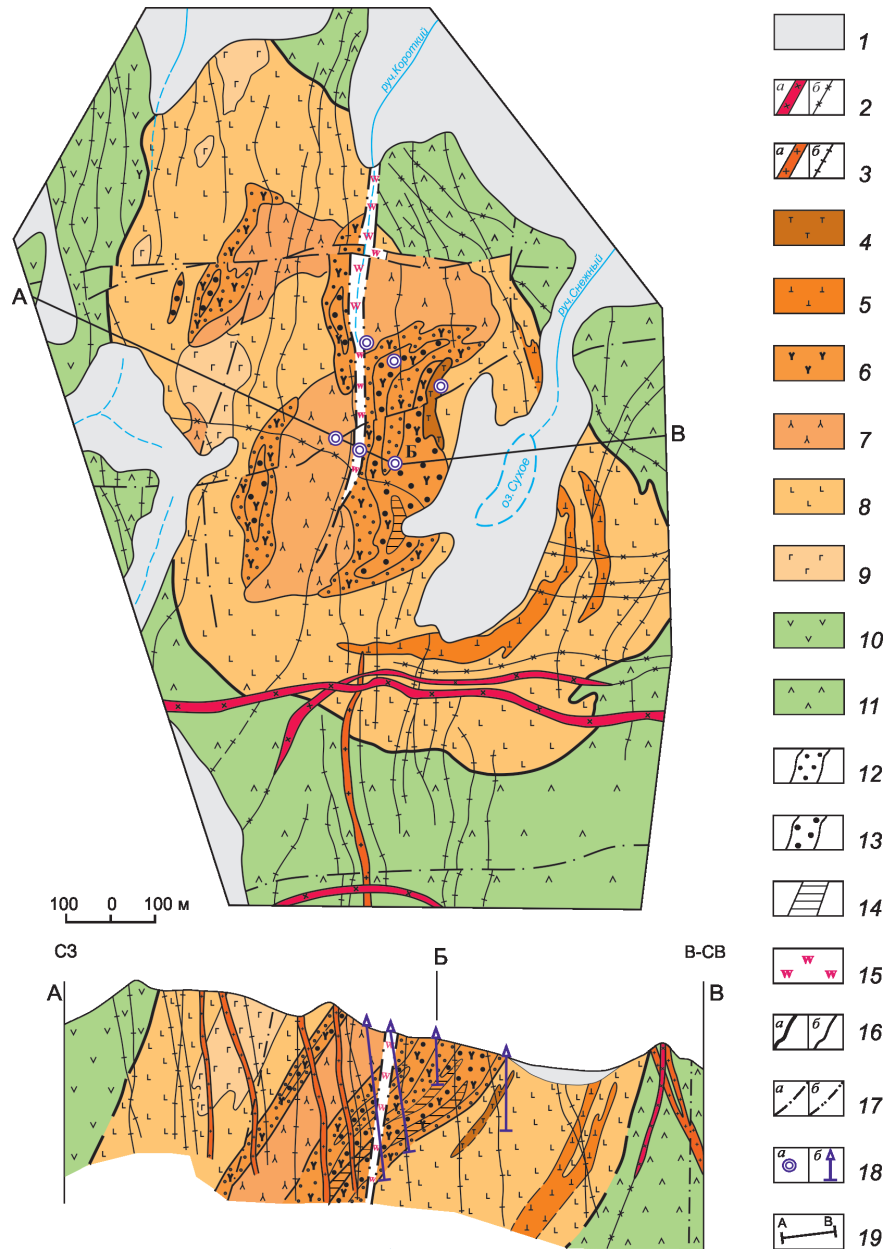 руч.Короткий
руч.Снежный
оз.Сухое
А
Б
В
100 0 100 м
СЗ
Б
В-СВ
А
В
1
а б 2
а б 3
4
5
6
7
8
9
10
11
12
13
14
15
а б 16
а б 17
а б 18
А В 19